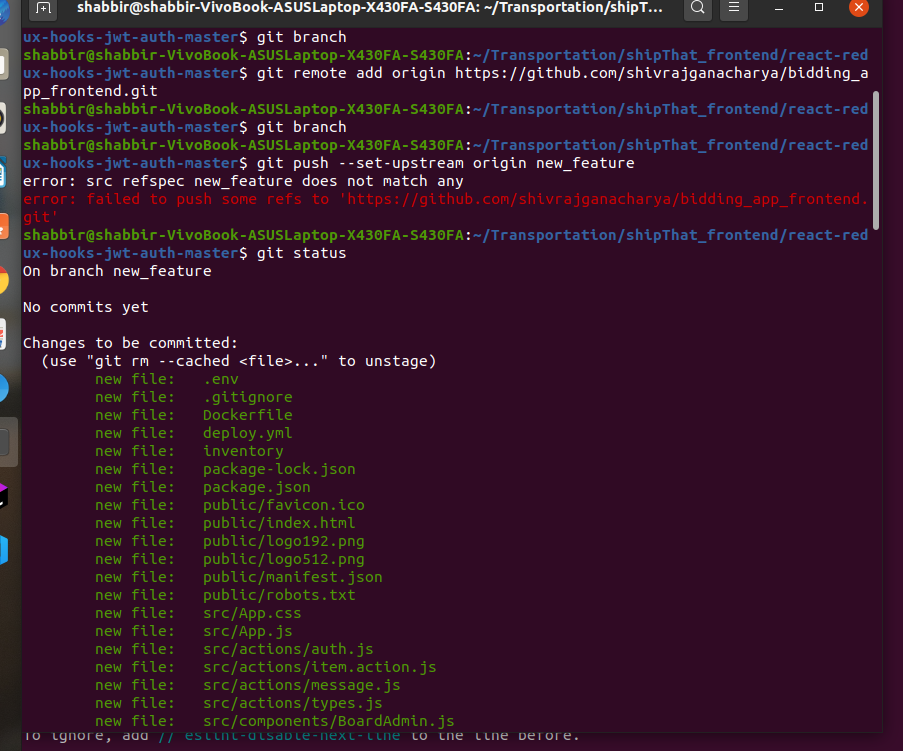 shabbir@shabbir-VivoBook-ASUSLaptop-X430FA-S430FA: ~/Transportation/shipT...
ux-hooks-jwt-auth-master$ git branch
shabbir@shabbir-VivoBook-ASUSLaptop-X430FA-S430FA:~/Transportation/shipThat_frontend/react-red
ux-hooks-jwt-auth-master$ git remote add origin https://github.com/shivrajganacharya/bidding_a
pp_frontend.git
shabbir@shabbir-VivoBook-ASUSLaptop-X430FA-S430FA:~/Transportation/shipThat_frontend/react-red
ux-hooks-jwt-auth-master$ git branch
shabbir@shabbir-VivoBook-ASUSLaptop-X430FA-S430FA:~/Transportation/shipThat_frontend/react-red
ux-hooks-jwt-auth-master$ git push --set-upstream origin new_feature
error: src refspec new_feature does not match any
error: failed to push some refs to 'https://github.com/shivrajganacharya/bidding_app_frontend.
git'
shabbir@shabbir-VivoBook-ASUSLaptop-X430FA-S430FA:~/Transportation/shipThat_frontend/react-red
ux-hooks-jwt-auth-master$ git status
On branch new_feature
No commits yet
Changes to be committed:
(use "git rm --cached <file>..." to unstage)
new file: .env
new file: .gitignore
new file: Dockerfile
new file: deploy.yml
new file: inventory
new file: package-lock.json
new file: package.json
new file: public/favicon.ico
new file: public/index.html
new file: public/logo192.png
new file: public/logo512.png
new file: public/manifest.json
new file: public/robots.txt
new file: src/App.css
new file: src/App.js
new file: src/actions/auth.js
new file: src/actions/item.action.js
new file: src/actions/message.js
new file: src/actions/types.js
new file: src/components/BoardAdmin.js
To ignore, add // eslint-disable-next-line to the line before.